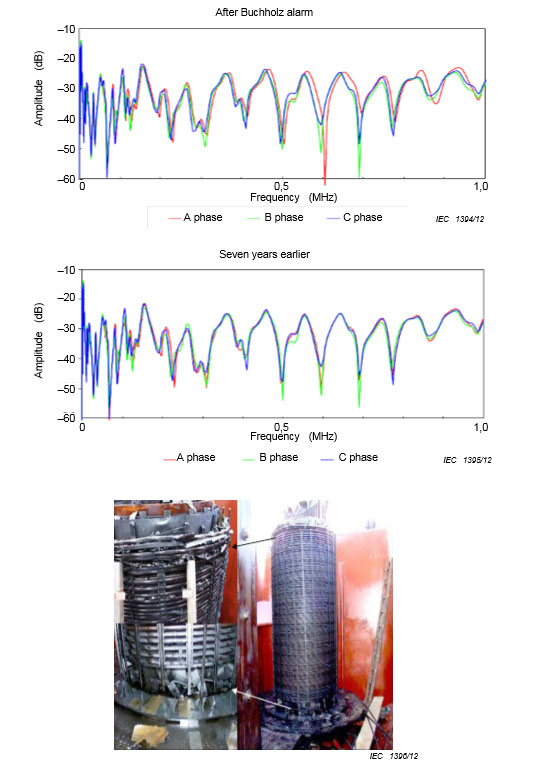 After Buchholz alarm
–10
–20
–30
–40
–50
–60
Amplitude (dB)
0 0,5 1,0
Frequency (MHz)
A phase B phase C phase
IEC 1394/12
Seven years earlier
–10
–20
–30
–40
–50
–60
Amplitude (dB)
0 0,5 1,0
Frequency (MHz)
A phase B phase C phase
IEC 1395/12
IEC 1396/12